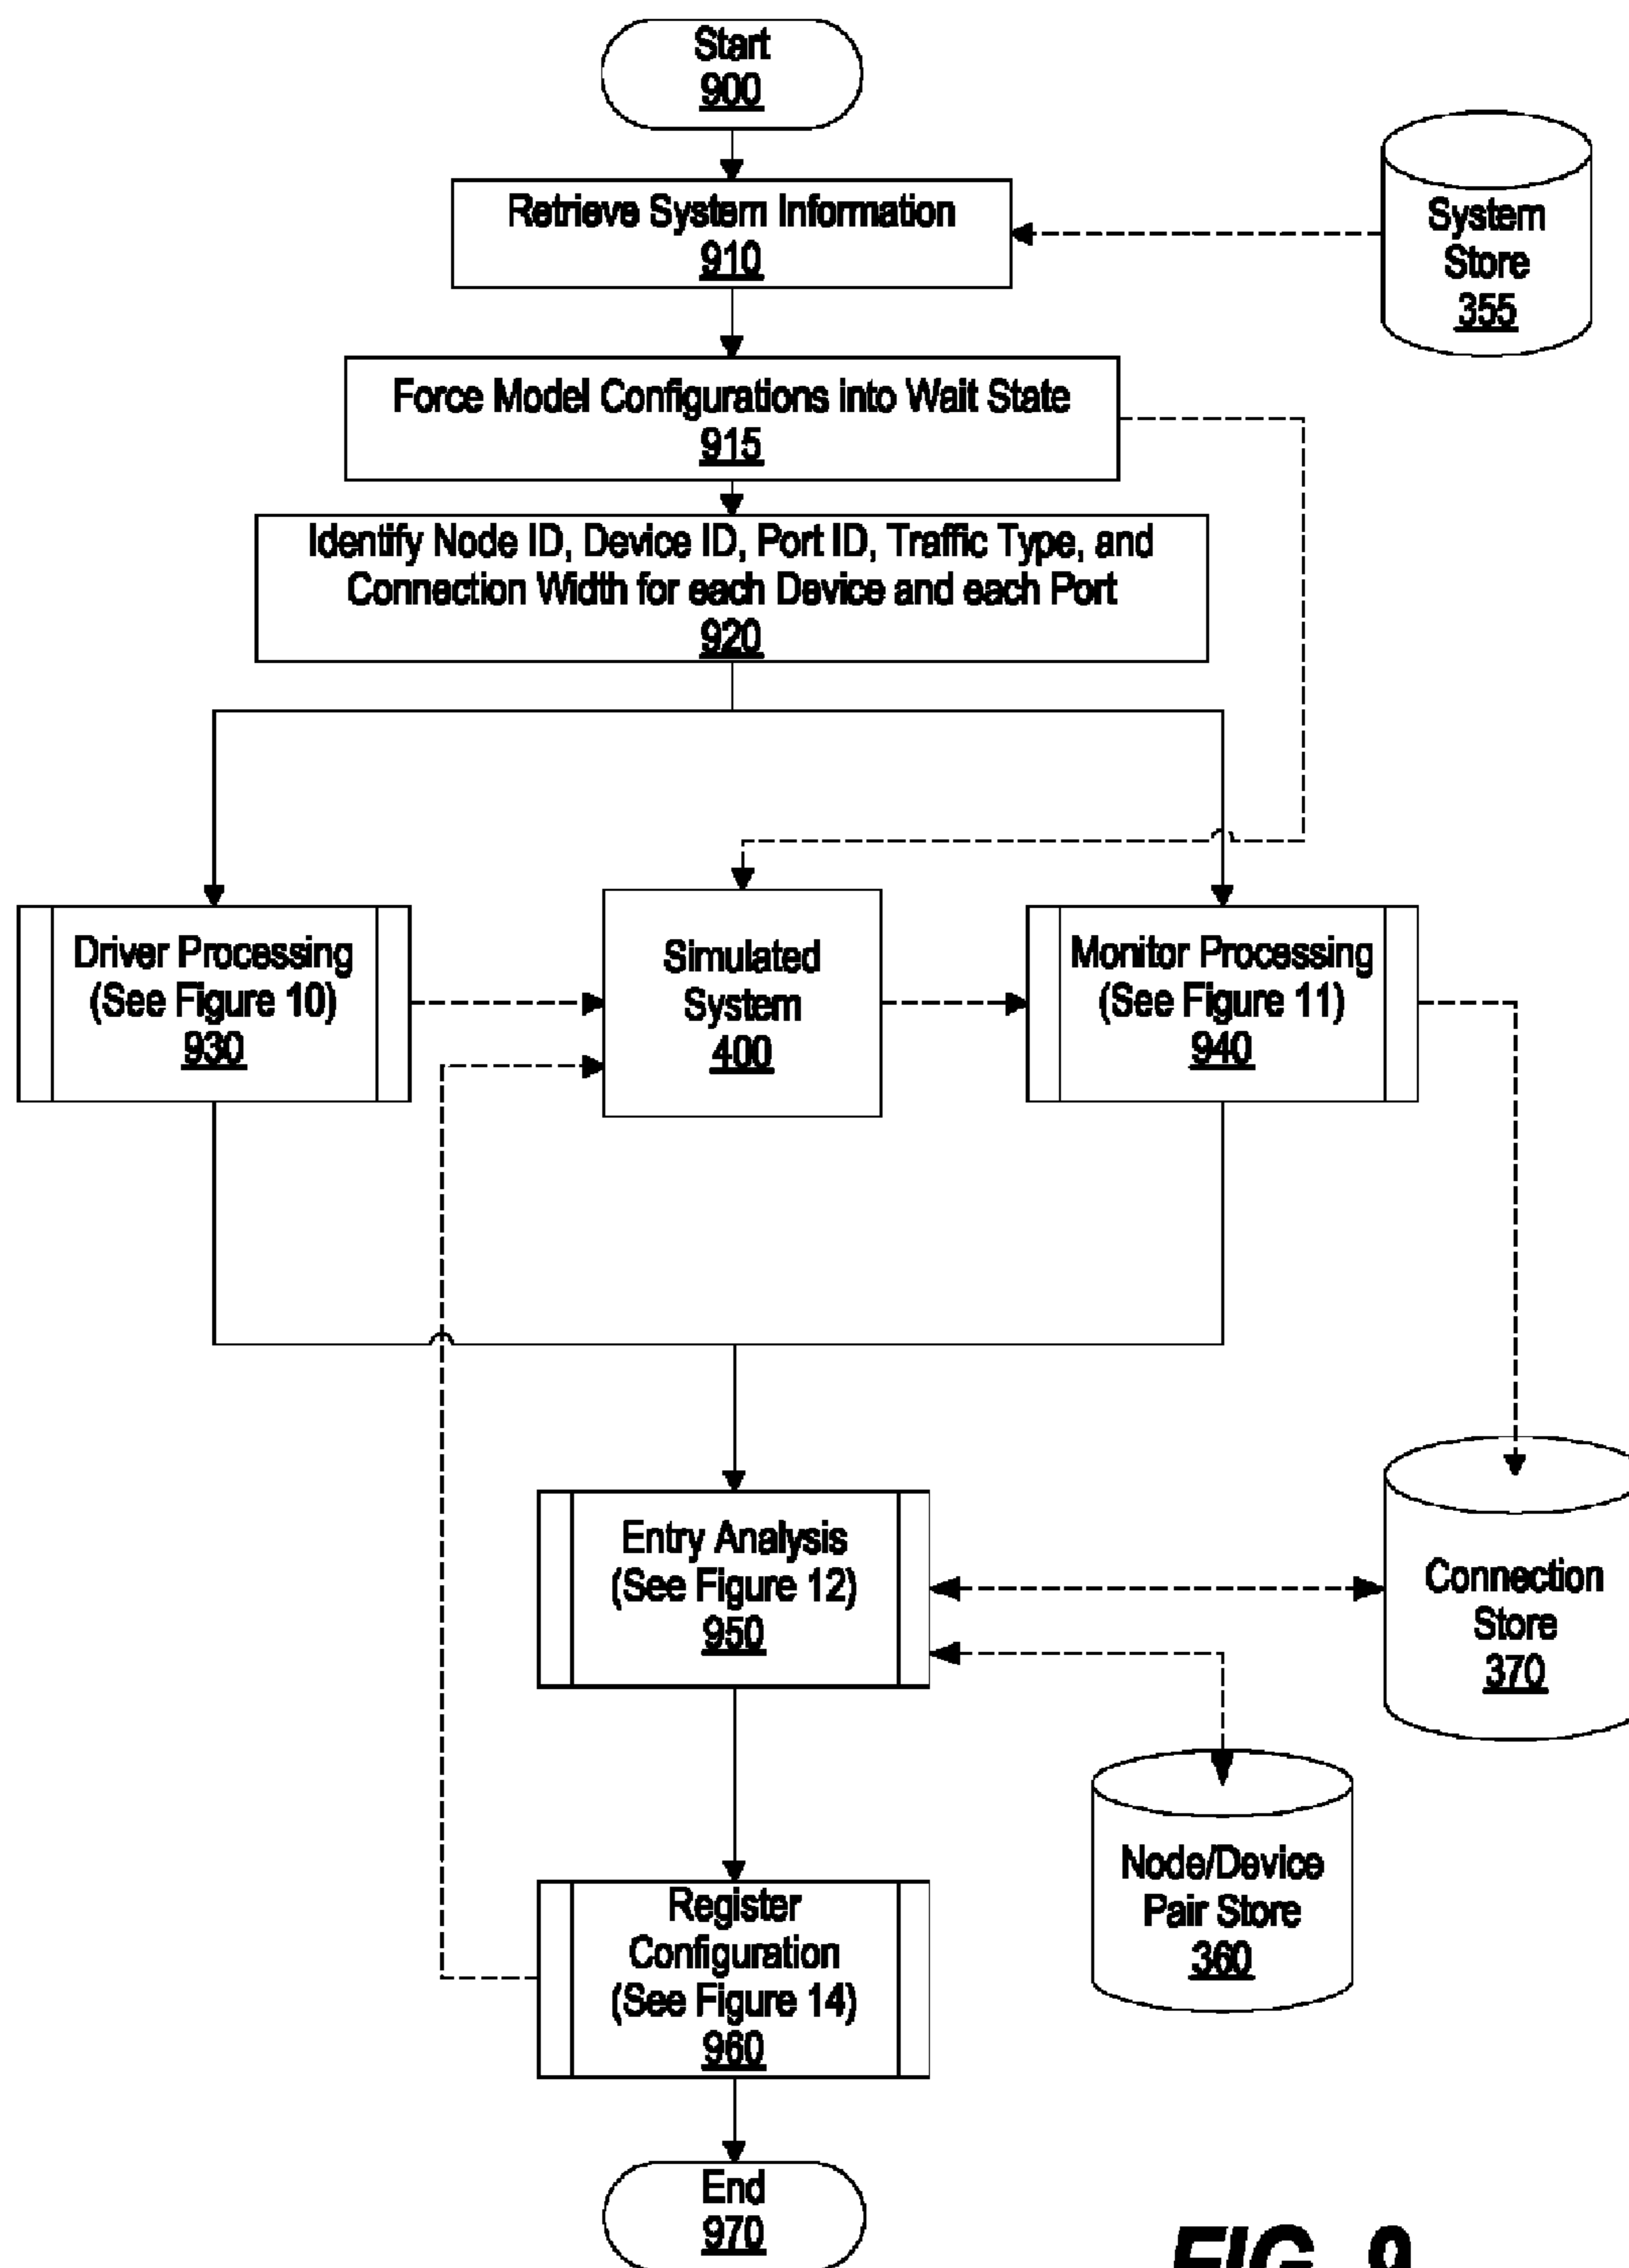 Start
900
Retrieve System Information
910
System
Store
355
Force Model Configurations into Wait State
915
Identify Node ID, Device ID, Port ID, Traffic Type, and
Connection Width for each Device and each Port
920
Driver Processing
(See Figure 10)
930
Simulated
System
400
Monitor Processing
(See Figure 11)
940
Entry Analysis
(See Figure 12)
950
Connection
Store
370
Node/Device
Pair Store
360
Register
Configuration
(See Figure 14)
960
End
970
FIG. 9